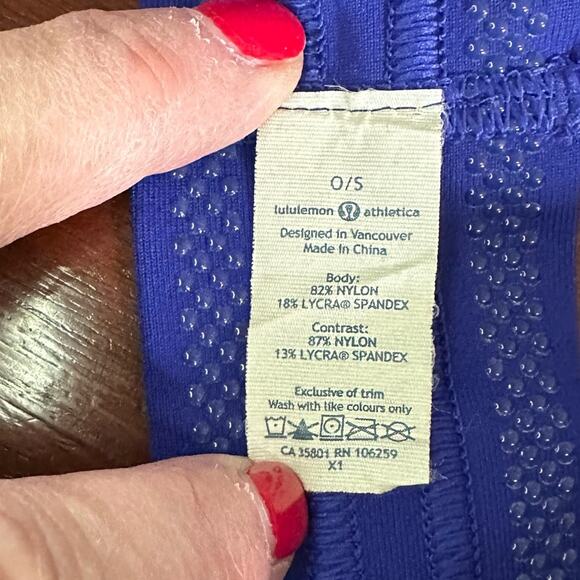 O/S
lululemon athletica
Designed in Vancouver
Made in China
Body:
82% NYLON
18% LYCRA® SPANDEX
Contrast:
87% NYLON
13% LYCRA® SPANDEX
Exclusive of trim
Wash with like colours only
CA 35801 RN 106259
X1